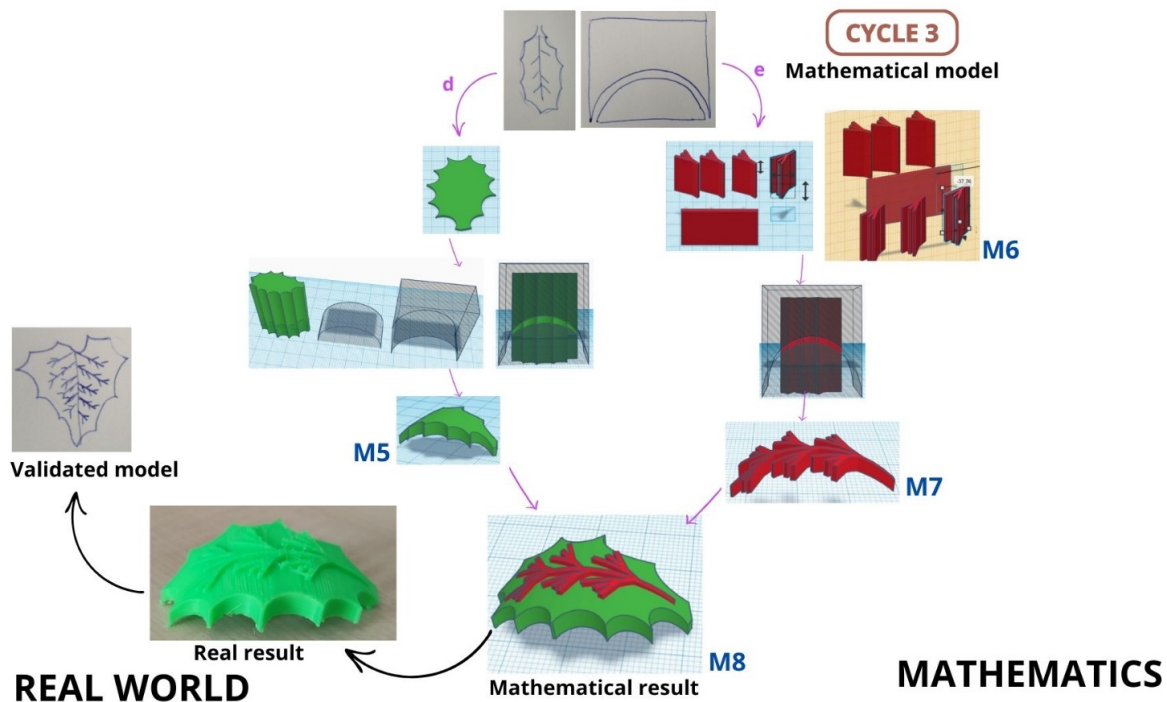 CYCLE 3
Mathematical model
d
e
M6
M5
Validated model
M7
Real result
M8
Mathematical result
REAL WORLD
MATHEMATICS